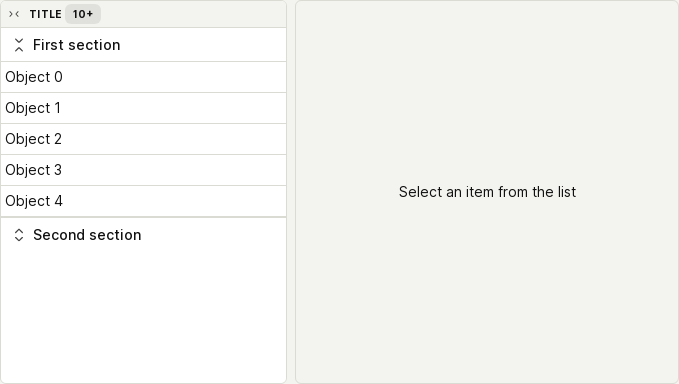 TITLE 10+
First section
Object 0
Object 1
Object 2
Object 3
Object 4
Second section
Select an item from the list